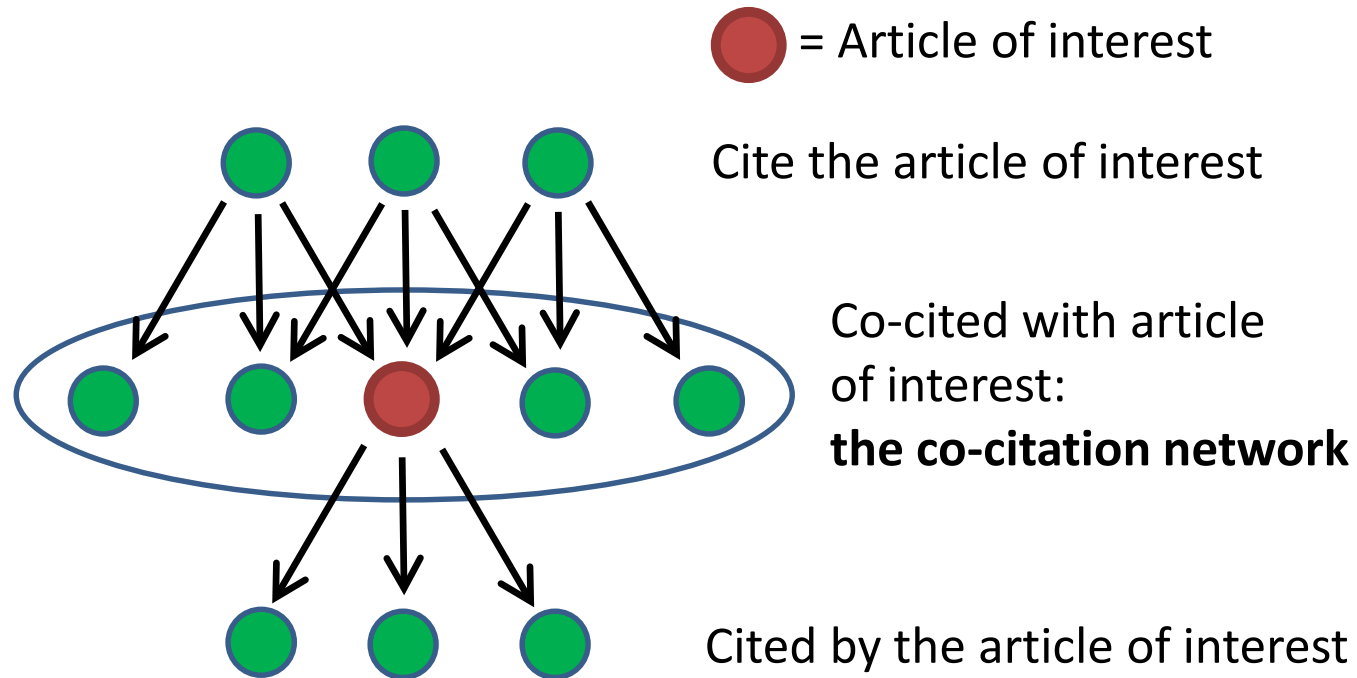 = Article of interest
Cite the article of interest
Co-cited with article
of interest:
the co-citation network
Cited by the article of interest